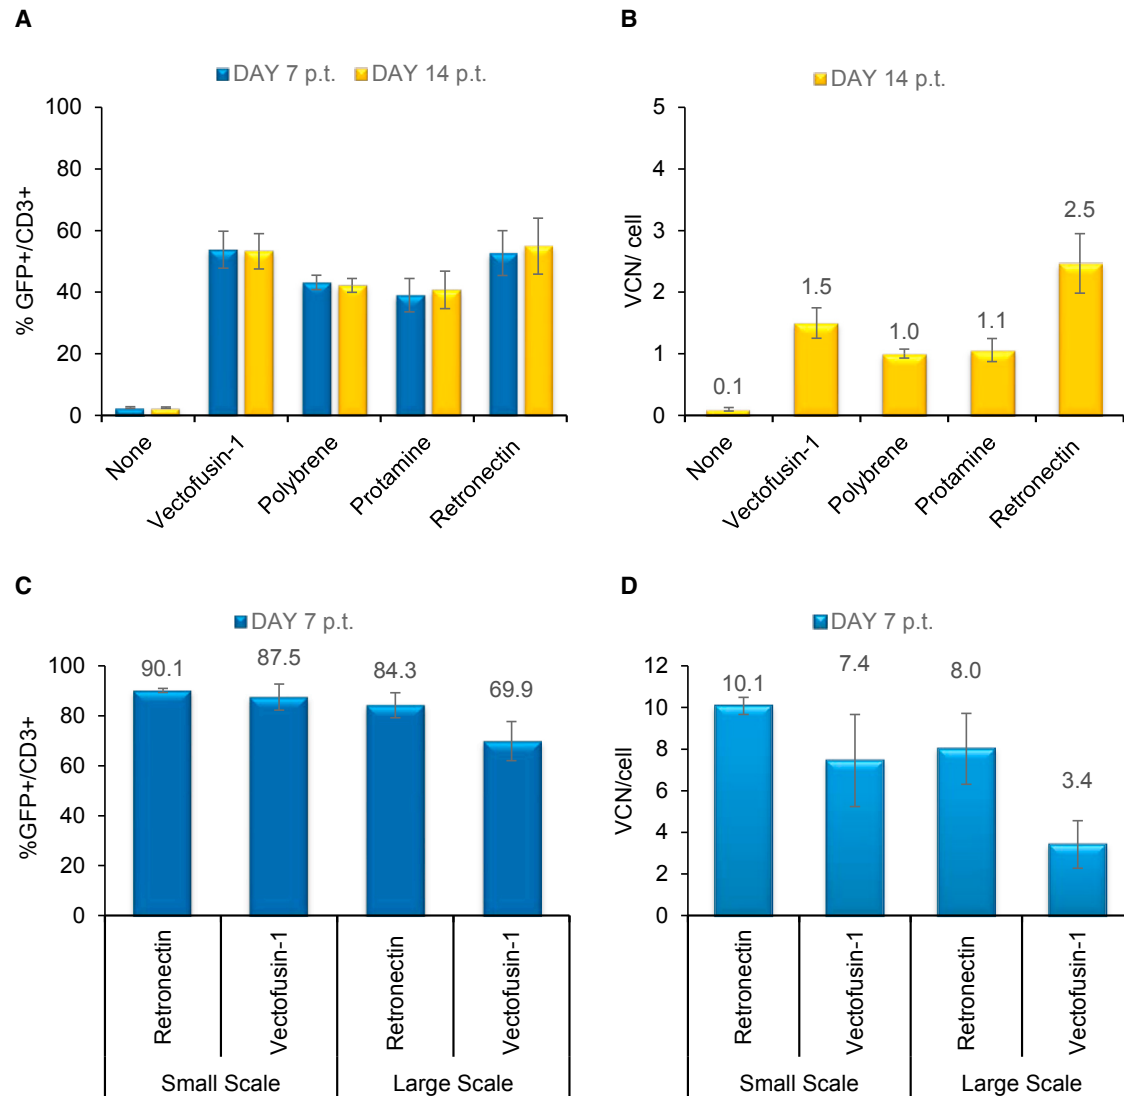 A
DAY 7 p.t. DAY 14 p.t.
% GFP+/CD3+
100
80
60
40
20
0
None
Vectofusin-1
Polybrene
Protamine
Retronectin
B
DAY 14 p.t.
VCN/ cell
5
4
3
2
1
0
0.1
1.5
1.0
1.1
2.5
None
Vectofusin-1
Polybrene
Protamine
Retronectin
C
DAY 7 p.t.
%GFP+/CD3+
100
80
60
40
20
0
90.1
87.5
84.3
69.9
Retronectin
Vectofusin-1
Retronectin
Vectofusin-1
Small Scale
Large Scale
D
DAY 7 p.t.
VCN/cell
12
10
8
6
4
2
0
10.1
7.4
8.0
3.4
Retronectin
Vectofusin-1
Retronectin
Vectofusin-1
Small Scale
Large Scale